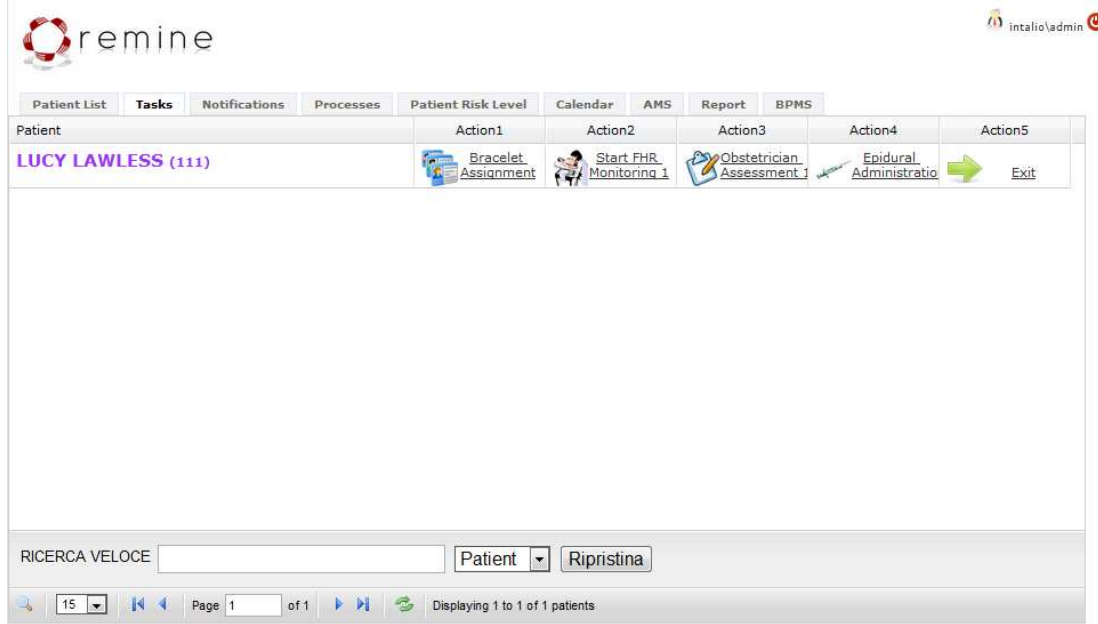 remine
intalio\admin
Patient List Tasks Notifications Processes Patient Risk Level Calendar AMS Report BPMS
Patient Action1 Action2 Action3 Action4 Action5
LUCY LAWLESS (111) Bracelet Assignment Start FHR Monitoring 1 Obstetrician Assessment 1 Epidural Administratio Exit
RICERCA VELOCE Patient Ripristina
15 Page 1 of 1 Displaying 1 to 1 of 1 patients